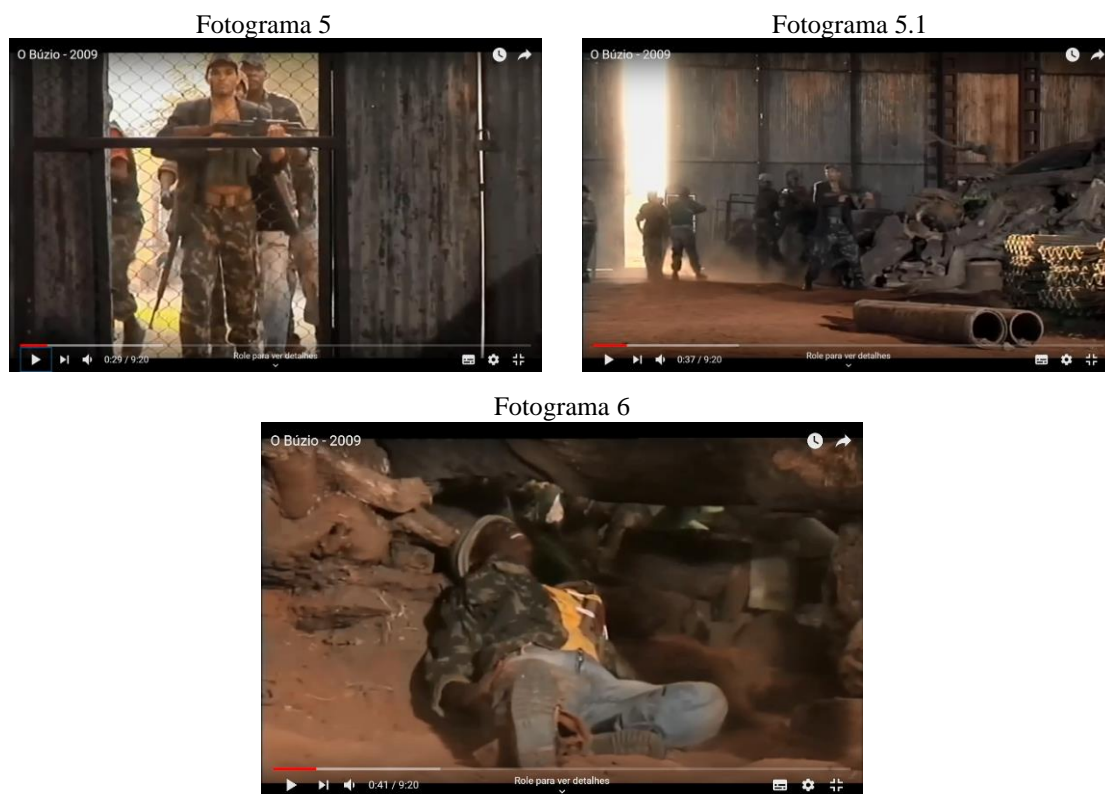 Fotograma 5
Fotograma 5.1
O Búzio - 2009
O Búzio - 2009
0:29 / 9:20
Role para ver detalhes
0:37 / 9:20
Role para ver detalhes
Fotograma 6
O Búzio - 2009
0:41 / 9:20
Role para ver detalhes